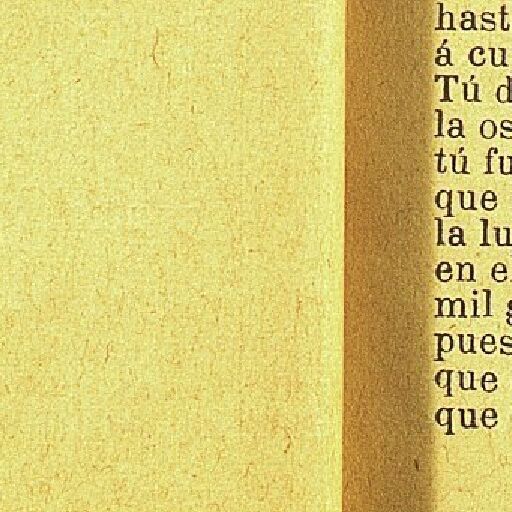 hast
á cu
Tú d
la os
tú fu
que
la lu
en e
mil g
pues
que
que